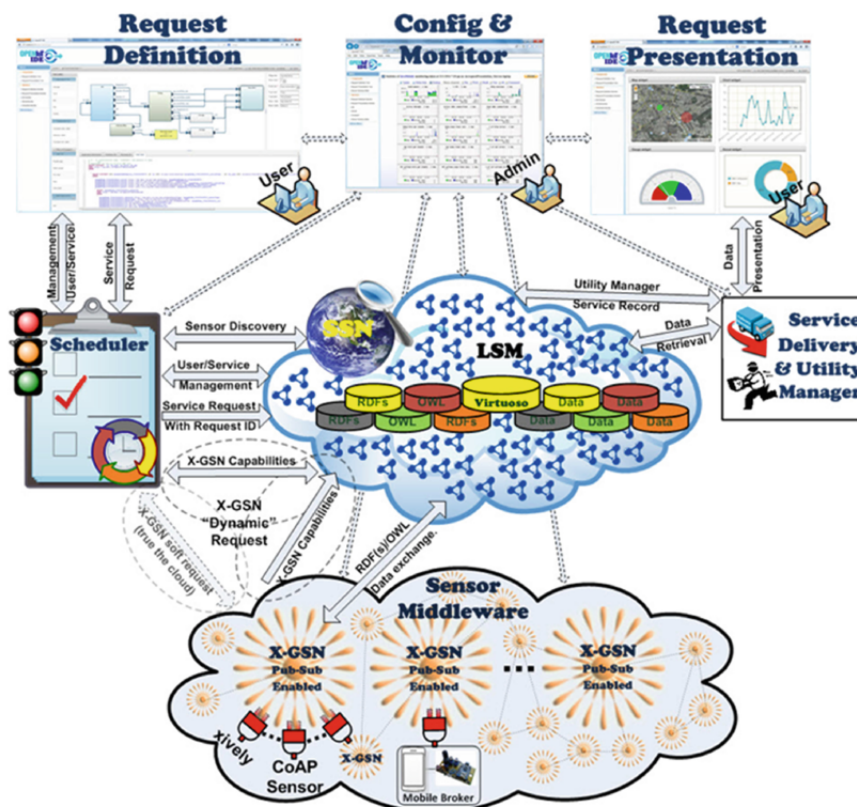 Request
Definition
Config &
Monitor
Request
Presentation
User
Admin
User
Management
User/Service
Service
Request
Data
Presentation
Scheduler
Sensor Discovery
User/Service
Management
Service Request
With Request ID
SSN
LSM
Utility Manager
Service Record
Data
Retrieval
Service
Delivery
& Utility
Manager
RDFs
OWL
Virtuoso
Data
Data
RDFs
OWL
RDFs
Data
Data
Data
X-GSN Capabilities
X-GSN
"Dynamic"
Request
X-GSN Capabilities
X-GSN soft request
(true the cloud)
RDF(s)/OWL
Data exchange
Sensor
Middleware
X-GSN
Pub-Sub
Enabled
X-GSN
Pub-Sub
Enabled
X-GSN
Pub-Sub
Enabled
xively
CoAP
Sensor
X-GSN
Mobile Broker